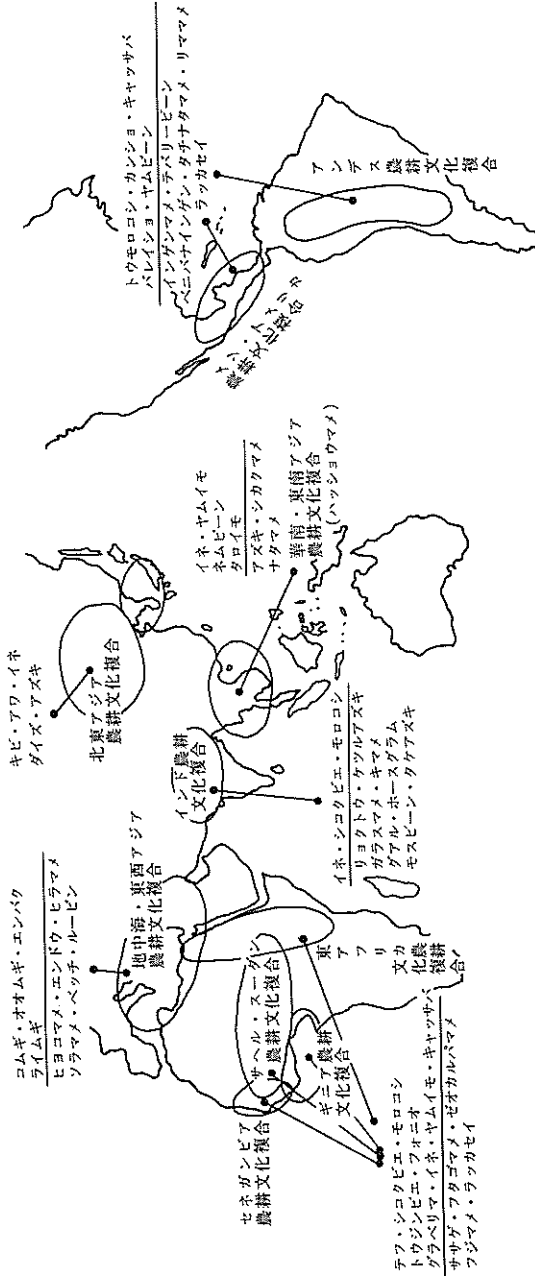 コムギ・オオムギ・エンバク
ライムギ
ヒヨコマメ・エンドウ・ヒラマメ
ソラマメ・ベッチ・ルーピン
地中海・東西アジア
農耕文化複合
キビ・アワ・イネ
ダイズ・アズキ
北東アジア
農耕文化複合
トウモロコシ・カンショ・キャッサバ
バレイショ・ヤムビーン
インゲンマメ・テパリービーン
ベニバナインゲン・タチナタマメ・リママメ
ラッカセイ
メソ・アメリカ
農耕文化複合
アンデス農耕文化複合
イネ・ヤムイモ
ネムビーン
タロイモ
アズキ・シカクマメ
ナタマメ
華南・東南アジア
農耕文化複合
(ハッショウマメ)
インド農耕
文化複合
イネ・シコクビエ・モロコシ
リョクトウ・ケツルアズキ
ガラスマメ・キマメ
ダアル・ホースグラム
モスビーン・タケアズキ
セネガンビア
農耕文化複合
サヘル・スーダン
農耕文化複合
ギニア農耕
文化複合
東アフリカ農耕
文化複合
テフ・シコクビエ・モロコシ
トウジンビエ・フォニオ
グラベリマ・イネ・ヤムイモ・キャッサバ
ササゲ・フタゴマメ・ゼオカルパマメ
フジマメ・ラッカセイ